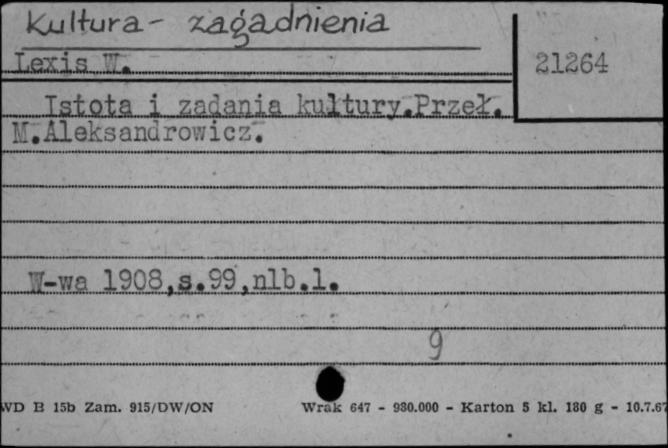 Kultura - zagadnienia
Lexis W.
21264
Istota i zadania kultury.Przeł.
M.Aleksandrowicz.
W-wa 1908,s.99,nlb.1.
9
WD B 15b Zam. 915/DW/ON
Wrak 647 - 980.000 - Karton 5 kl. 180 g - 10.7.67